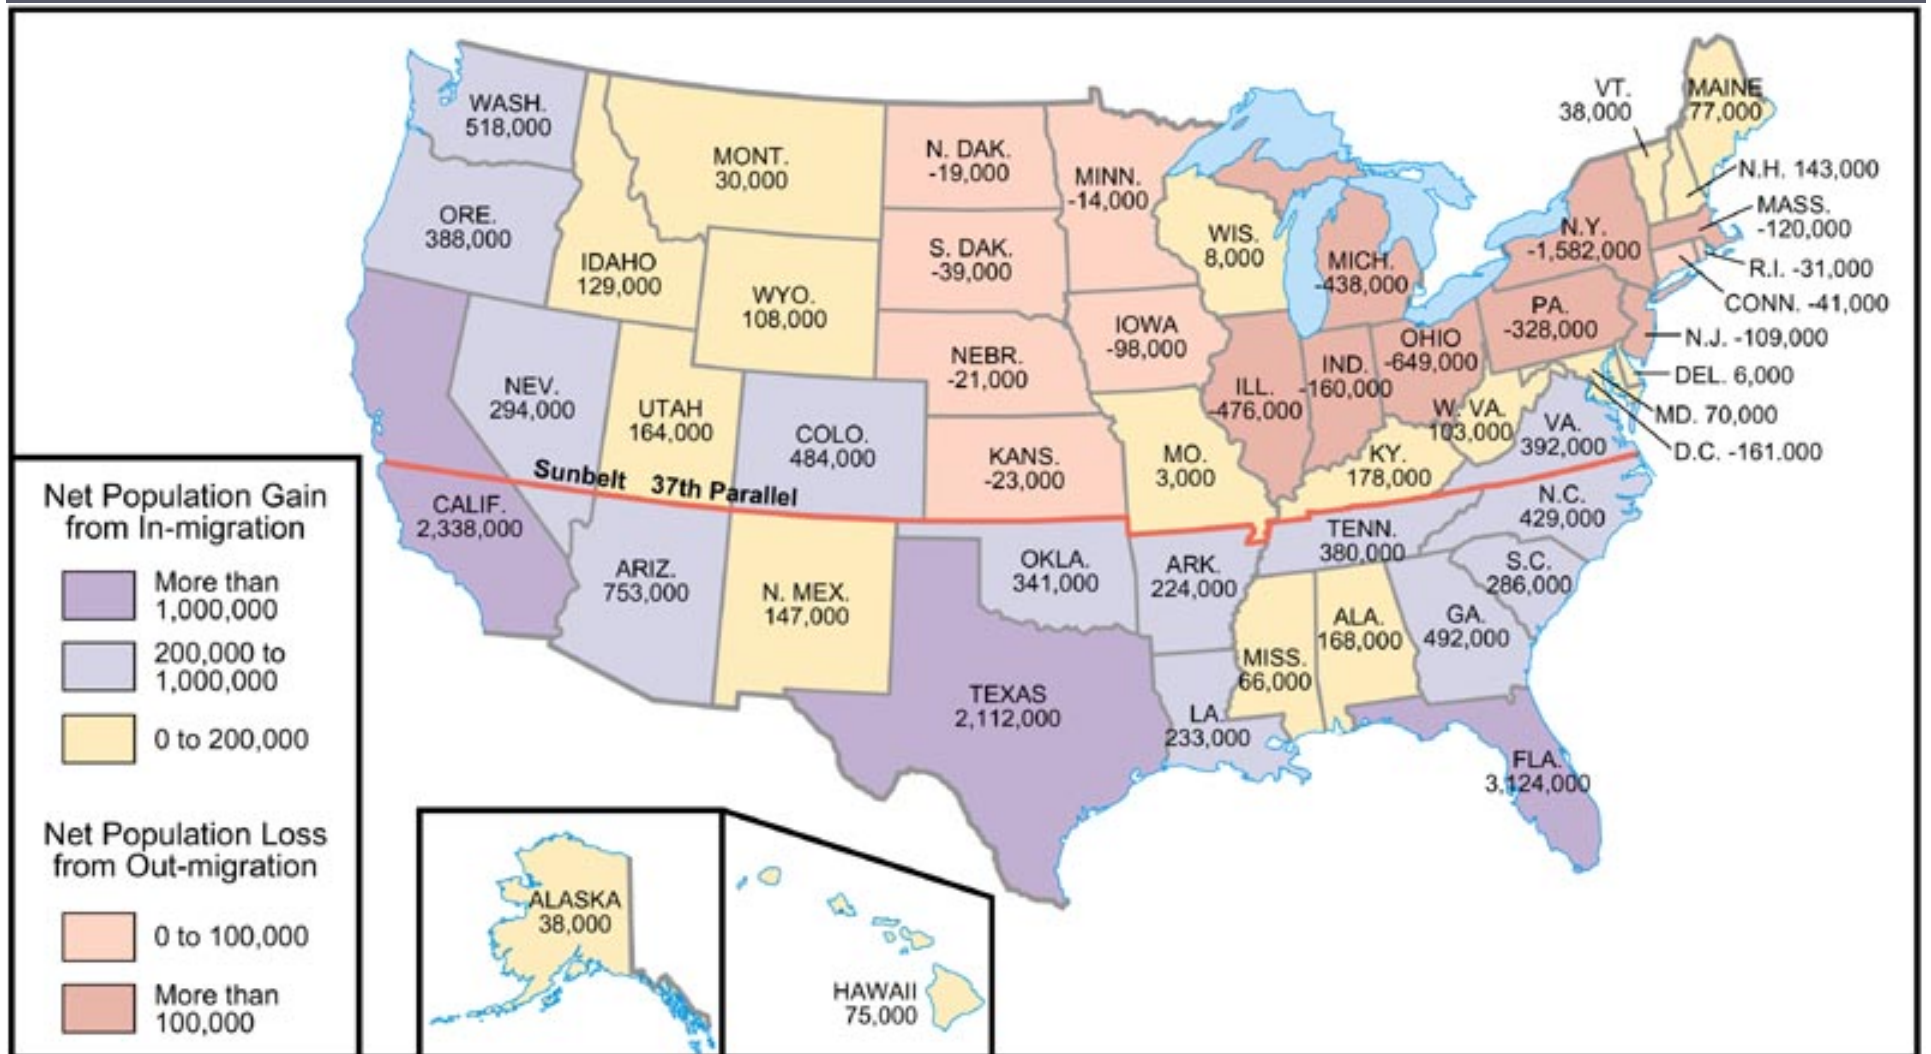 WASH.
518,000
ORE.
388,000
IDAHO
129,000
MONT.
30,000
WYO.
108,000
NEV.
294,000
UTAH
164,000
COLO.
484,000
N. DAK.
-19,000
S. DAK.
-39,000
NEBR.
-21,000
KANS.
-23,000
MINN.
-14,000
IOWA
-98,000
MO.
3,000
WIS.
8,000
MICH.
-438,000
ILL.
-476,000
IND.
-160,000
OHIO
-649,000
KY.
178,000
W. VA.
103,000
VA.
392,000
PA.
-328,000
N.Y.
-1,582,000
VT.
38,000
MAINE
77,000
N.H. 143,000
MASS.
-120,000
R.I. -31,000
CONN. -41,000
N.J. -109,000
DEL. 6,000
MD. 70,000
D.C. -161.000
Sunbelt 37th Parallel
CALIF.
2,338,000
ARIZ.
753,000
N. MEX.
147,000
TEXAS
2,112,000
OKLA.
341,000
ARK.
224,000
LA.
233,000
TENN.
380,000
MISS.
66,000
ALA.
168,000
GA.
492,000
N.C.
429,000
S.C.
286,000
FLA.
3,124,000
ALASKA
38,000
HAWAII
75,000
Net Population Gain
from In-migration
More than
1,000,000
200,000 to
1,000,000
0 to 200,000
Net Population Loss
from Out-migration
0 to 100,000
More than
100,000